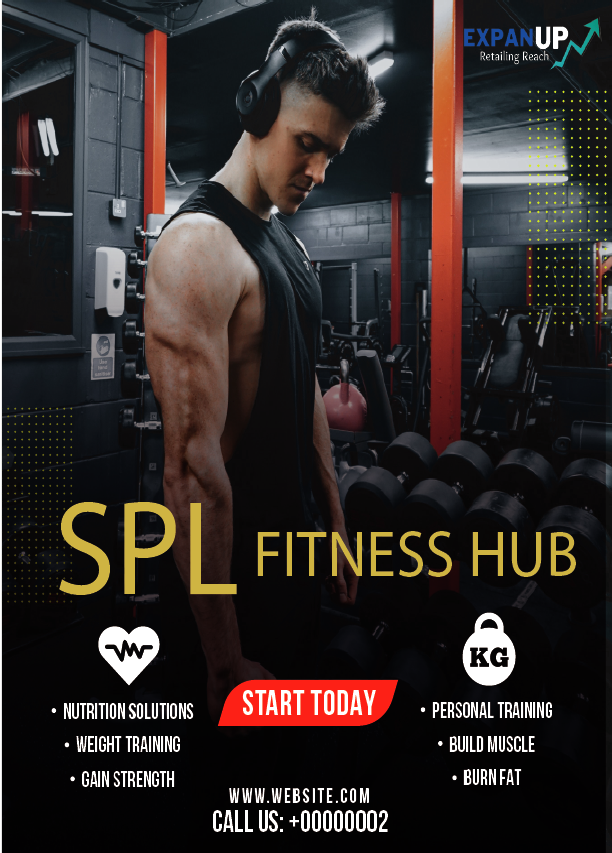 EXPANUP
Retailing Reach
SPL FITNESS HUB
KG
START TODAY
• NUTRITION SOLUTIONS
• WEIGHT TRAINING
• GAIN STRENGTH
• PERSONAL TRAINING
• BUILD MUSCLE
• BURN FAT
WWW.WEBSITE.COM
CALL US: +00000002